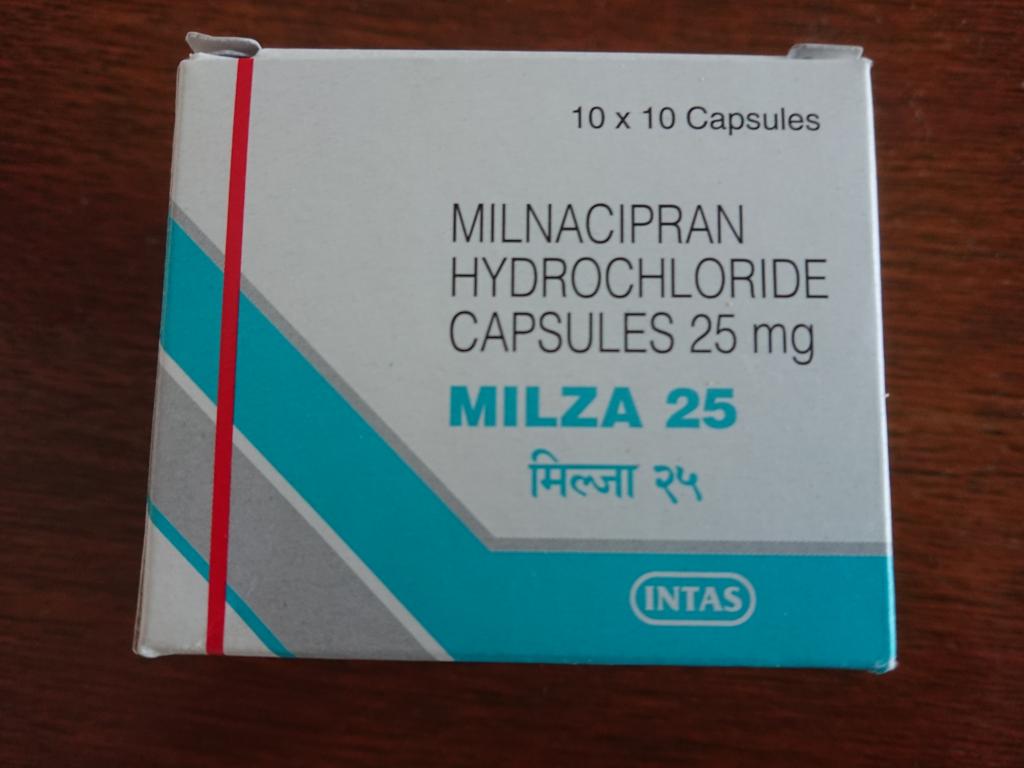 10 x 10 Capsules
MILNACIPRAN
HYDROCHLORIDE
CAPSULES 25 mg
MILZA 25
मिल्जा २५
INTAS